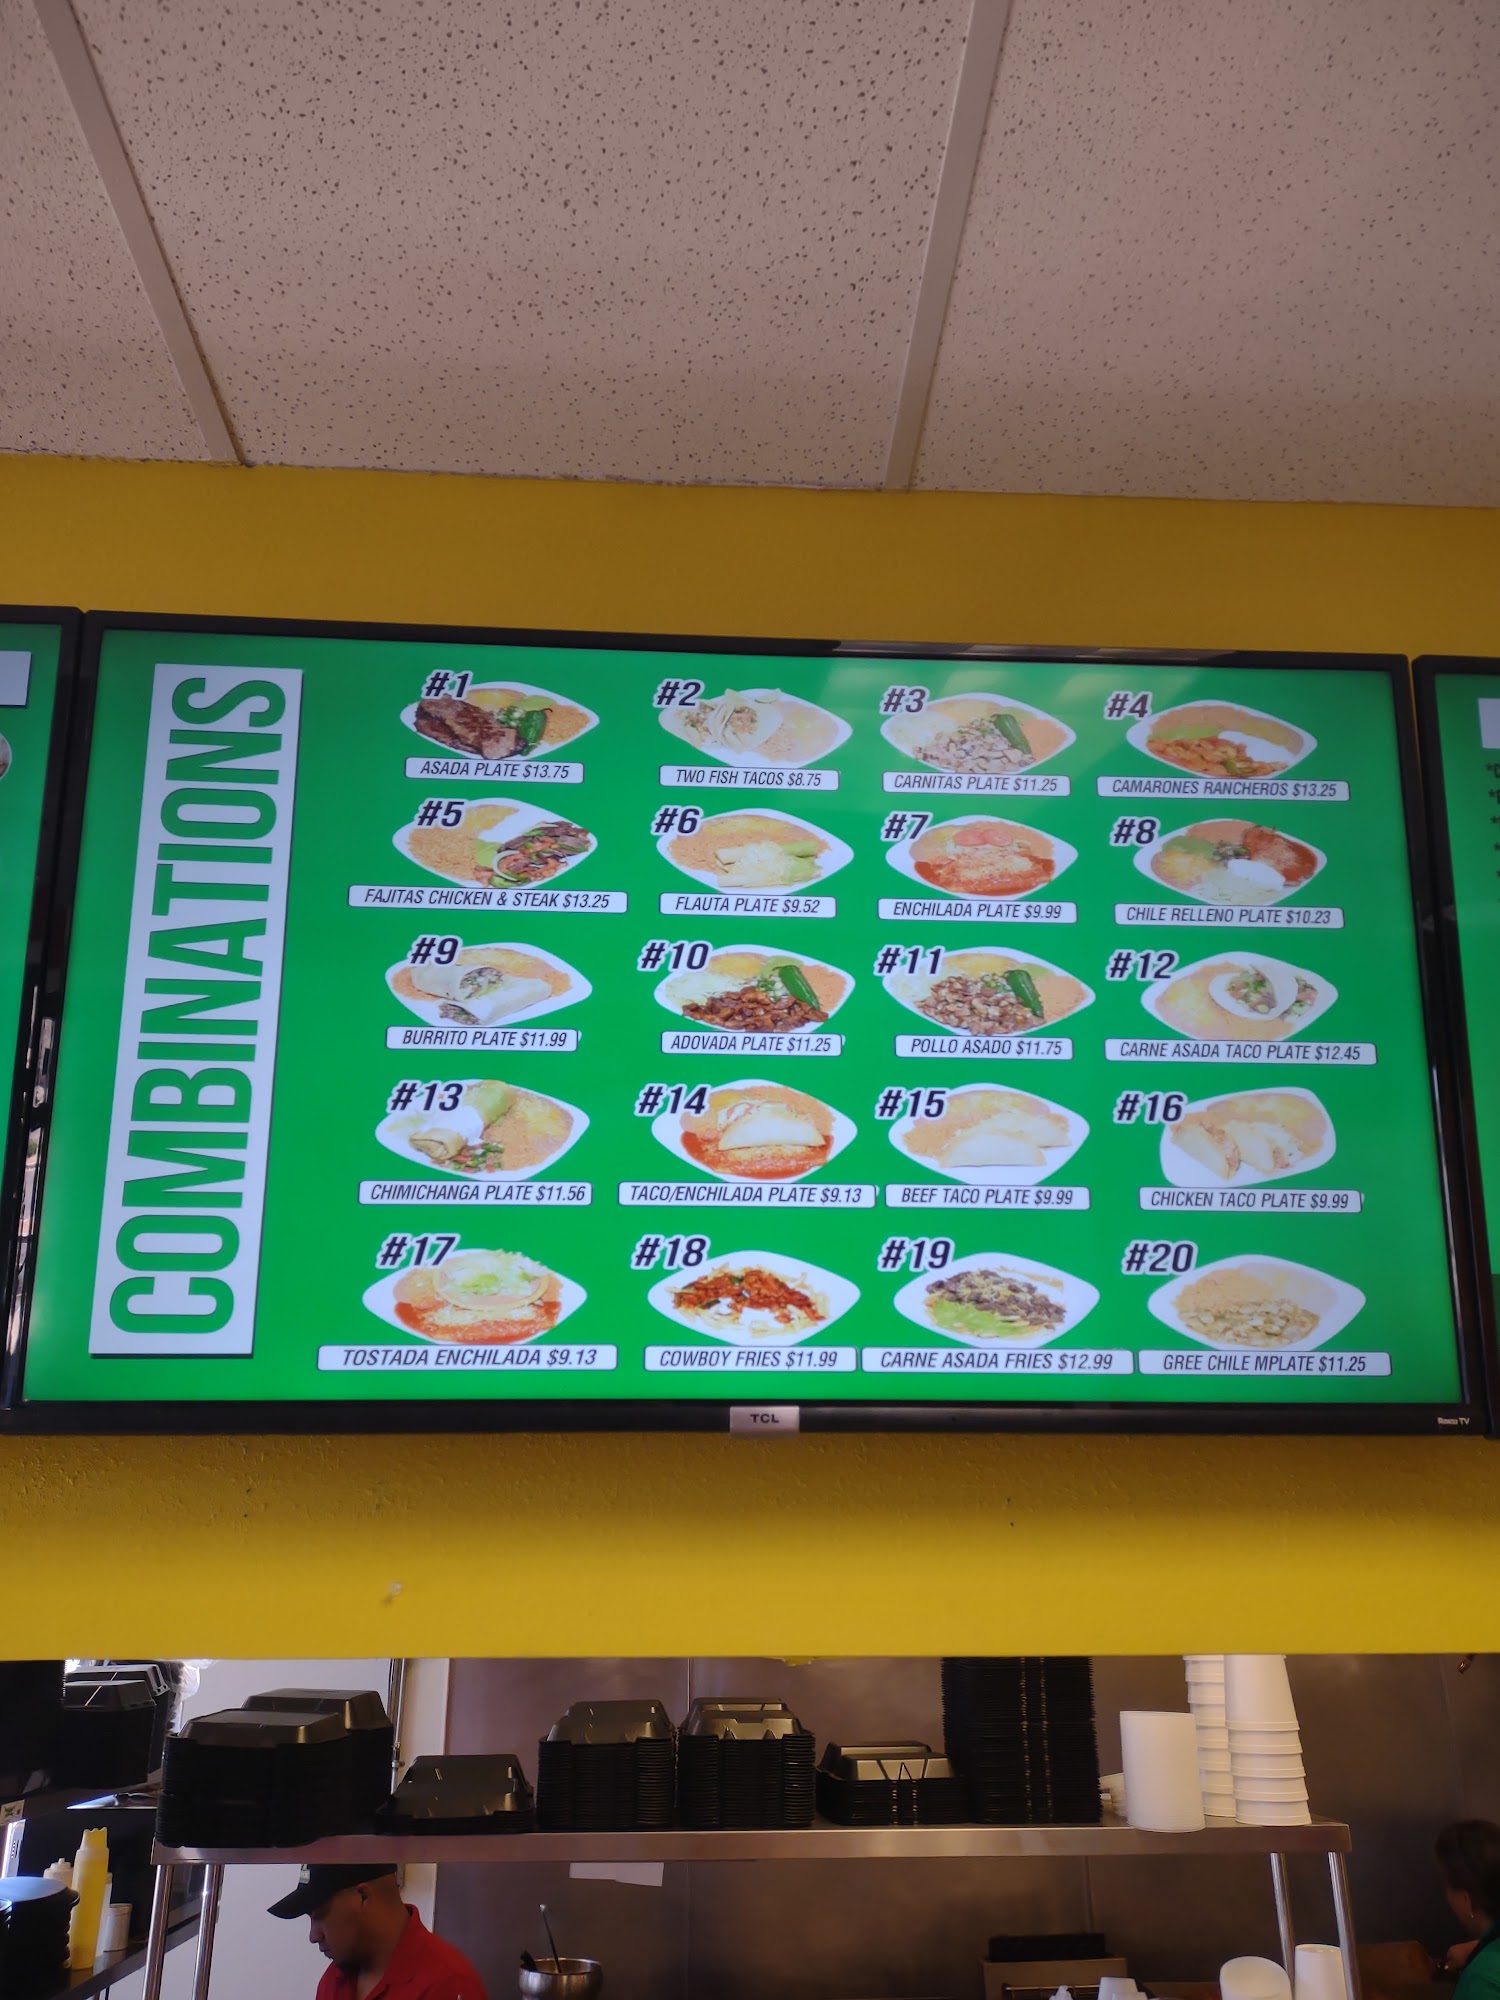 COMBINATIONS
#1
ASADA PLATE $13.75
#2
TWO FISH TACOS $8.75
#3
CARNITAS PLATE $11.25
#4
CAMARONES RANCHEROS $13.25
#5
FAJITAS CHICKEN & STEAK $13.25
#6
FLAUTA PLATE $9.52
#7
ENCHILADA PLATE $9.99
#8
CHILE RELLENO PLATE $10.23
#9
BURRITO PLATE $11.99
#10
ADOVADA PLATE $11.25
#11
POLLO ASADO $11.75
#12
CARNE ASADA TACO PLATE $12.45
#13
CHIMICHANGA PLATE $11.56
#14
TACO/ENCHILADA PLATE $9.13
#15
BEEF TACO PLATE $9.99
#16
CHICKEN TACO PLATE $9.99
#17
TOSTADA ENCHILADA $9.13
#18
COWBOY FRIES $11.99
#19
CARNE ASADA FRIES $12.99
#20
GREE CHILE MPLATE $11.25
TCL
Roku TV